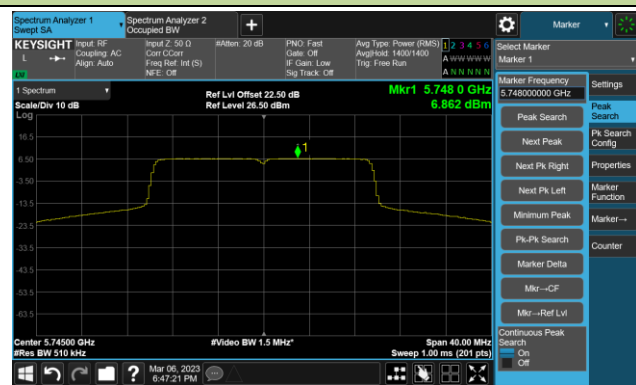 Spectrum Analyzer 1
Swept SA
Spectrum Analyzer 2
Occupied BW
+
Marker
KEYSIGHT
L
LW
Input: RF
Coupling: AC
Align: Auto
Input Z: 50 Ω
Corr CCorr
Freq Ref: Int (S)
NFE: Off
#Atten: 20 dB
PNO: Fast
Gate: Off
IF Gain: Low
Sig Track: Off
Avg Type: Power (RMS)
Avg|Hold: 1400/1400
Trig: Free Run
1 2 3 4 5 6
A W W W W W
A N N N N N
Select Marker
Marker 1
1 Spectrum
Scale/Div 10 dB
Log
Ref Lvl Offset 22.50 dB
Ref Level 26.50 dBm
Mkr1 5.748 0 GHz
6.862 dBm
16.5
6.50
-3.50
-13.5
-23.5
-33.5
-43.5
-53.5
-63.5
1
Center 5.74500 GHz
#Res BW 510 kHz
#Video BW 1.5 MHz*
Span 40.00 MHz
Sweep 1.00 ms (201 pts)
Marker Frequency
5.748000000 GHz
Peak Search
Next Peak
Next Pk Right
Next Pk Left
Minimum Peak
Pk-Pk Search
Marker Delta
Mkr→CF
Mkr→Ref Lvl
Continuous Peak
Search
On
Off
Settings
Peak
Search
Pk Search
Config
Properties
Marker
Function
Marker→
Counter
?
Mar 06, 2023
6:47:21 PM